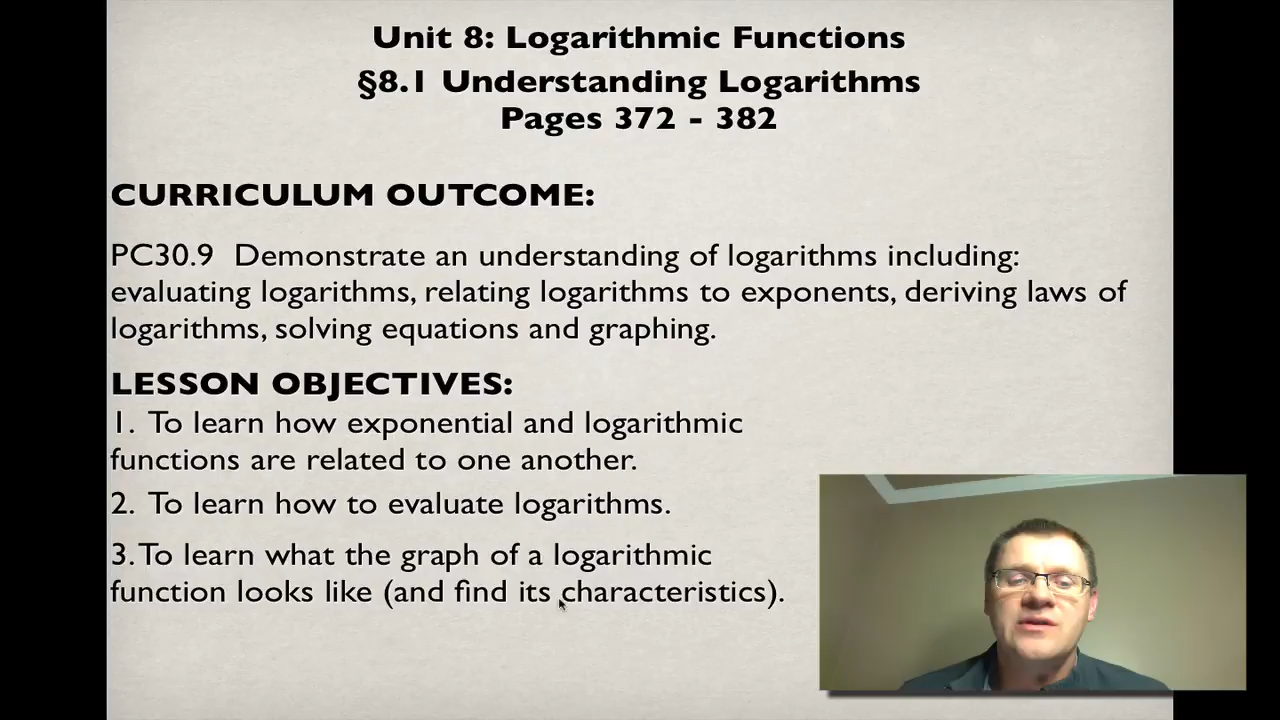 Unit 8: Logarithmic Functions
§8.1 Understanding Logarithms
Pages 372 - 382
CURRICULUM OUTCOME:
PC30.9 Demonstrate an understanding of logarithms including:
evaluating logarithms, relating logarithms to exponents, deriving laws of
logarithms, solving equations and graphing.
LESSON OBJECTIVES:
1. To learn how exponential and logarithmic
functions are related to one another.
2. To learn how to evaluate logarithms.
3. To learn what the graph of a logarithmic
function looks like (and find its characteristics).